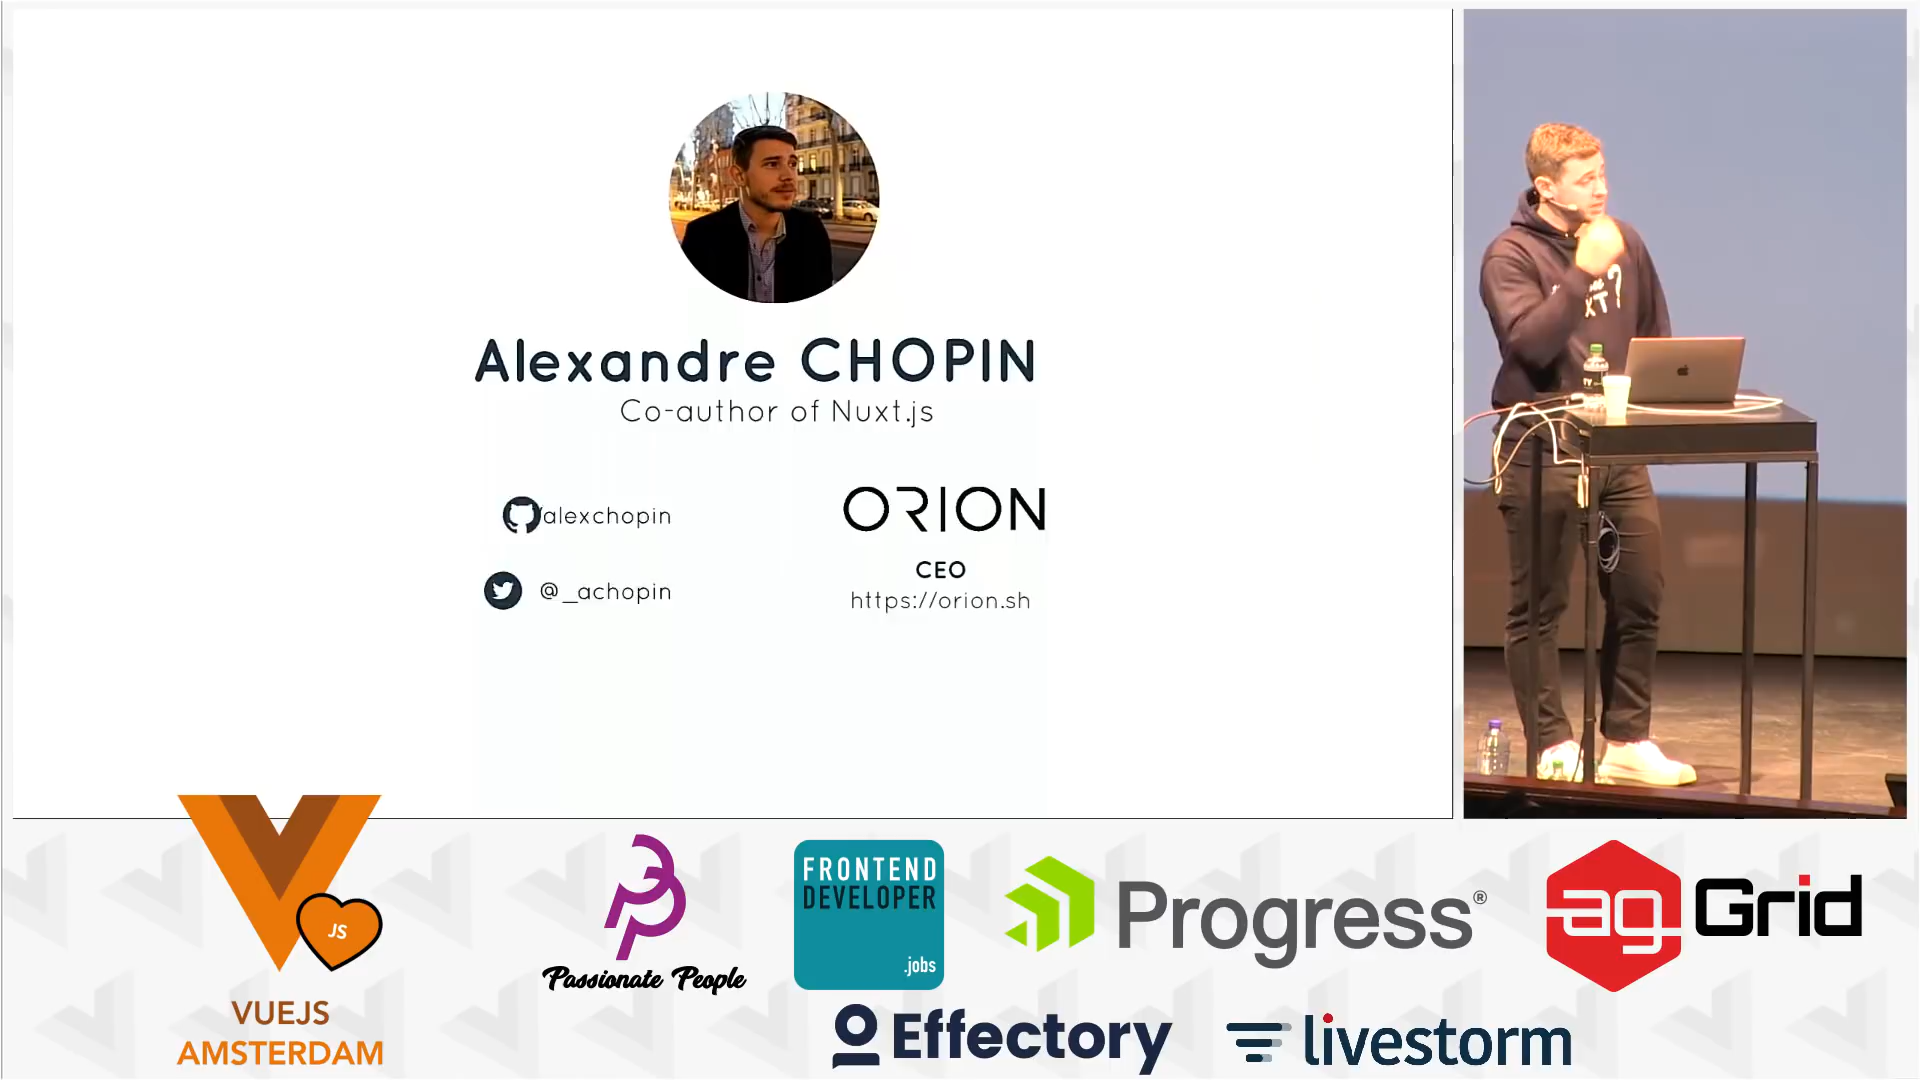 Alexandre CHOPIN
Co-author of Nuxt.js
/alexchopin
@_achopin
ORION
CEO
https://orion.sh
XT?
JS
VUEJS
AMSTERDAM
Passionate People
FRONTEND
DEVELOPER
.jobs
Progress®
ag Grid
Effectory
livestorm